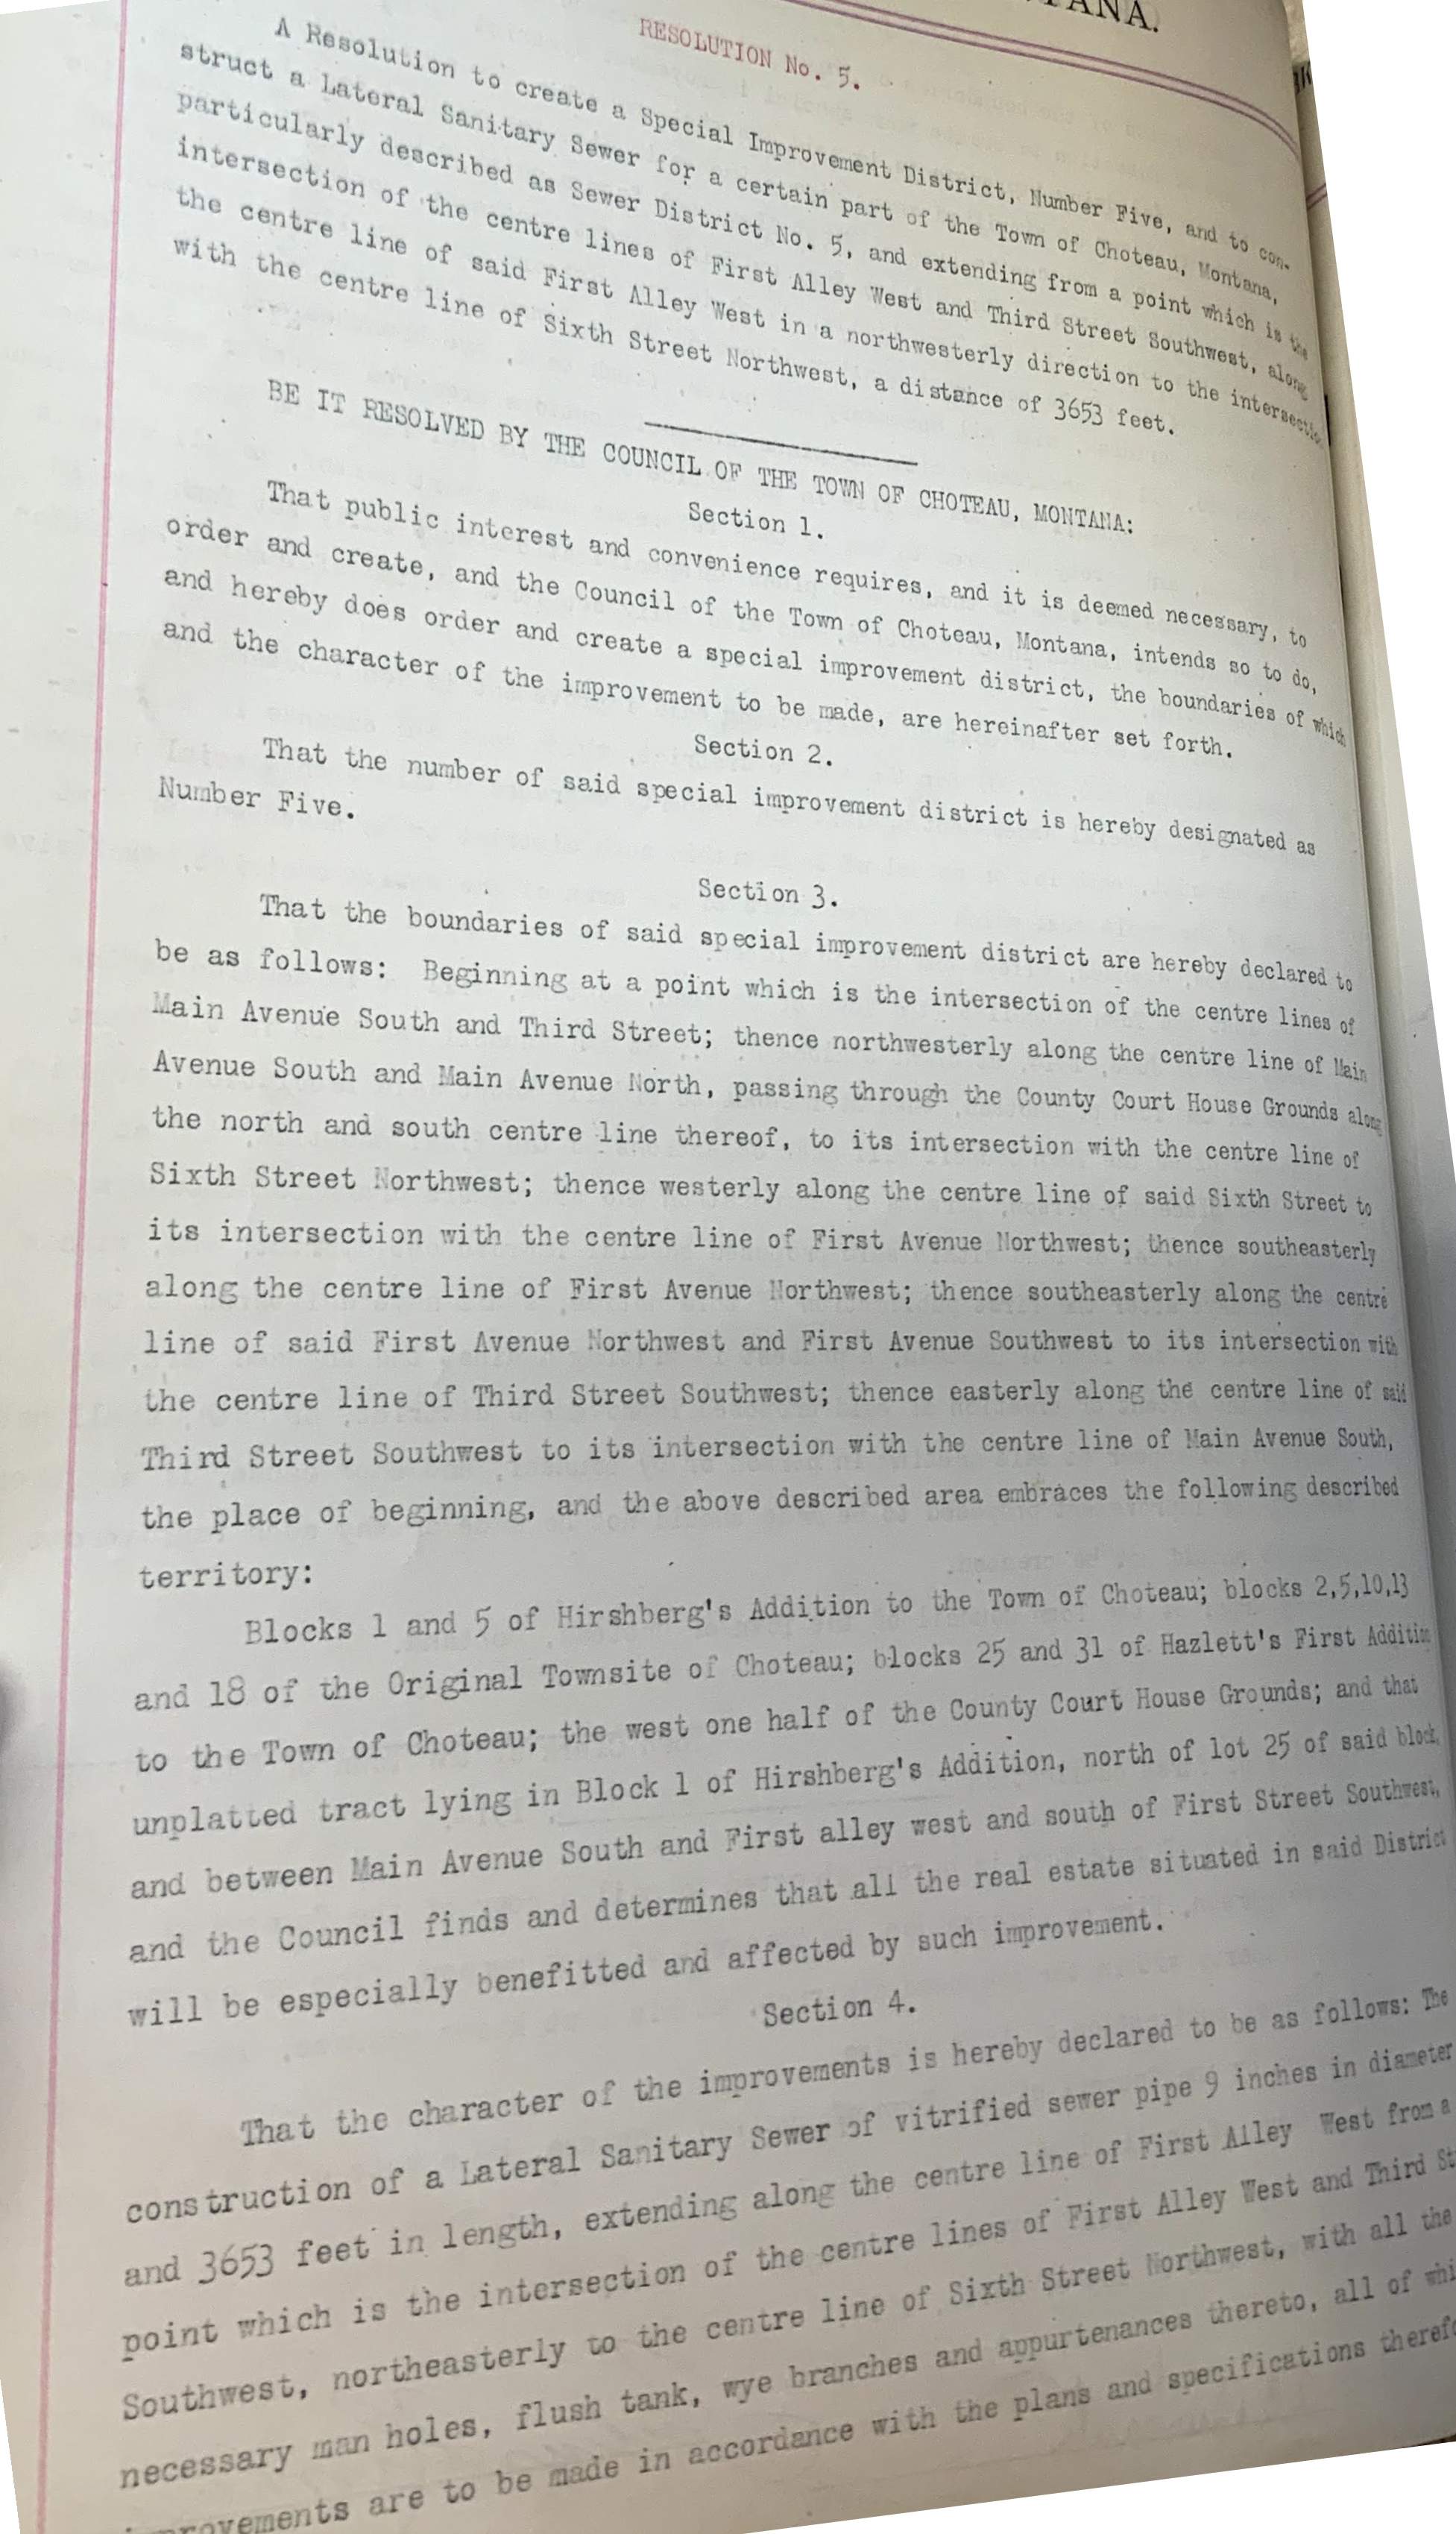 TANA.
RESOLUTION No. 5.
A Resolution to create a Special Improvement District, Number Five, and to con-
struct a Lateral Sanitary Sewer for a certain part of the Town of Choteau, Montana,
particularly described as Sewer District No. 5, and extending from a point which is the
intersection of the centre lines of First Alley West and Third Street Southwest, along
the centre line of said First Alley West in a northwesterly direction to the intersectio
with the centre line of Sixth Street Northwest, a distance of 3653 feet.
BE IT RESOLVED BY THE COUNCIL OF THE TOWN OF CHOTEAU, MONTANA:
Section 1.
That public interest and convenience requires, and it is deemed necessary, to
order and create, and the Council of the Town of Choteau, Montana, intends so to do,
and hereby does order and create a special improvement district, the boundaries of which
and the character of the improvement to be made, are hereinafter set forth.
Section 2.
That the number of said special improvement district is hereby designated as
Number Five.
Section 3.
That the boundaries of said special improvement district are hereby declared to
be as follows: Beginning at a point which is the intersection of the centre lines of
Main Avenue South and Third Street; thence northwesterly along the centre line of Main
Avenue South and Main Avenue North, passing through the County Court House Grounds along
the north and south centre line thereof, to its intersection with the centre line of
Sixth Street Northwest; thence westerly along the centre line of said Sixth Street to
its intersection with the centre line of First Avenue Northwest; thence southeasterly
along the centre line of First Avenue Northwest; thence southeasterly along the centre
line of said First Avenue Northwest and First Avenue Southwest to its intersection with
the centre line of Third Street Southwest; thence easterly along the centre line of said
Third Street Southwest to its intersection with the centre line of Main Avenue South,
the place of beginning, and the above described area embraces the following described
territory:
Blocks 1 and 5 of Hirshberg's Addition to the Town of Choteau; blocks 2,5,10,13
and 18 of the Original Townsite of Choteau; blocks 25 and 31 of Hazlett's First Addition
to the Town of Choteau; the west one half of the County Court House Grounds; and that
unplatted tract lying in Block 1 of Hirshberg's Addition, north of lot 25 of said block,
and between Main Avenue South and First alley west and south of First Street Southwest,
and the Council finds and determines that all the real estate situated in said District
will be especially benefitted and affected by such improvement.
Section 4.
That the character of the improvements is hereby declared to be as follows: The
construction of a Lateral Sanitary Sewer of vitrified sewer pipe 9 inches in diameter
and 3653 feet in length, extending along the centre line of First Alley West from a
point which is the intersection of the centre lines of First Alley West and Third St
Southwest, northeasterly to the centre line of Sixth Street Northwest, with all the
necessary man holes, flush tank, wye branches and appurtenances thereto, all of whi
improvements are to be made in accordance with the plans and specifications therefo